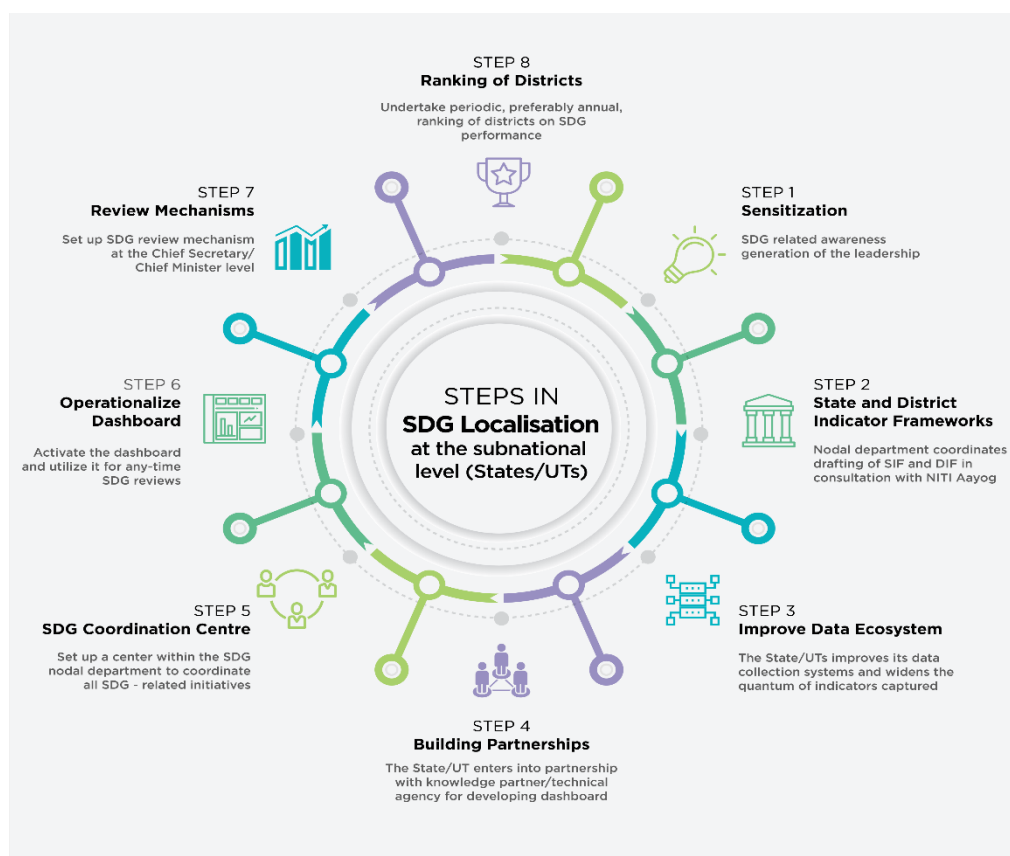 STEPS IN
SDG Localisation
at the subnational
level (States/UTs)
STEP 1
Sensitization
SDG related awareness
generation of the leadership
STEP 2
State and District
Indicator Frameworks
Nodal department coordinates
drafting of SIF and DIF in
consultation with NITI Aayog
STEP 3
Improve Data Ecosystem
The State/UTs improves its data
collection systems and widens the
quantum of indicators captured
STEP 4
Building Partnerships
The State/UT enters into partnership
with knowledge partner/technical
agency for developing dashboard
STEP 5
SDG Coordination Centre
Set up a center within the SDG
nodal department to coordinate
all SDG - related initiatives
STEP 6
Operationalize
Dashboard
Activate the dashboard
and utilize it for any-time
SDG reviews
STEP 7
Review Mechanisms
Set up SDG review mechanism
at the Chief Secretary/
Chief Minister level
STEP 8
Ranking of Districts
Undertake periodic, preferably annual,
ranking of districts on SDG
performance